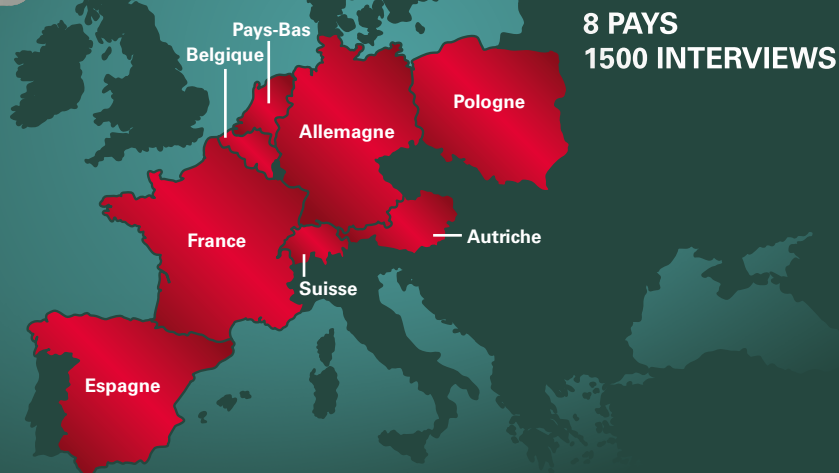 8 PAYS
1500 INTERVIEWS
Pays-Bas
Belgique
Pologne
Allemagne
France
Autriche
Suisse
Espagne